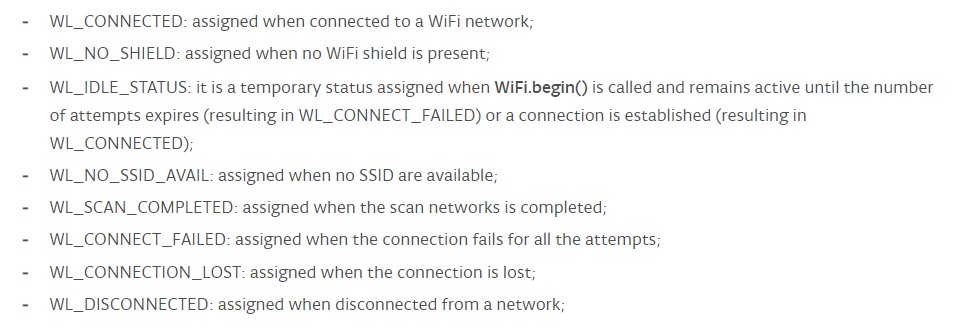 - WL_CONNECTED: assigned when connected to a WiFi network;
- WL_NO_SHIELD: assigned when no WiFi shield is present;
- WL_IDLE_STATUS: it is a temporary status assigned when WiFi.begin() is called and remains active until the number
of attempts expires (resulting in WL_CONNECT_FAILED) or a connection is established (resulting in
WL_CONNECTED);
- WL_NO_SSID_AVAIL: assigned when no SSID are available;
- WL_SCAN_COMPLETED: assigned when the scan networks is completed;
- WL_CONNECT_FAILED: assigned when the connection fails for all the attempts;
- WL_CONNECTION_LOST: assigned when the connection is lost;
- WL_DISCONNECTED: assigned when disconnected from a network;